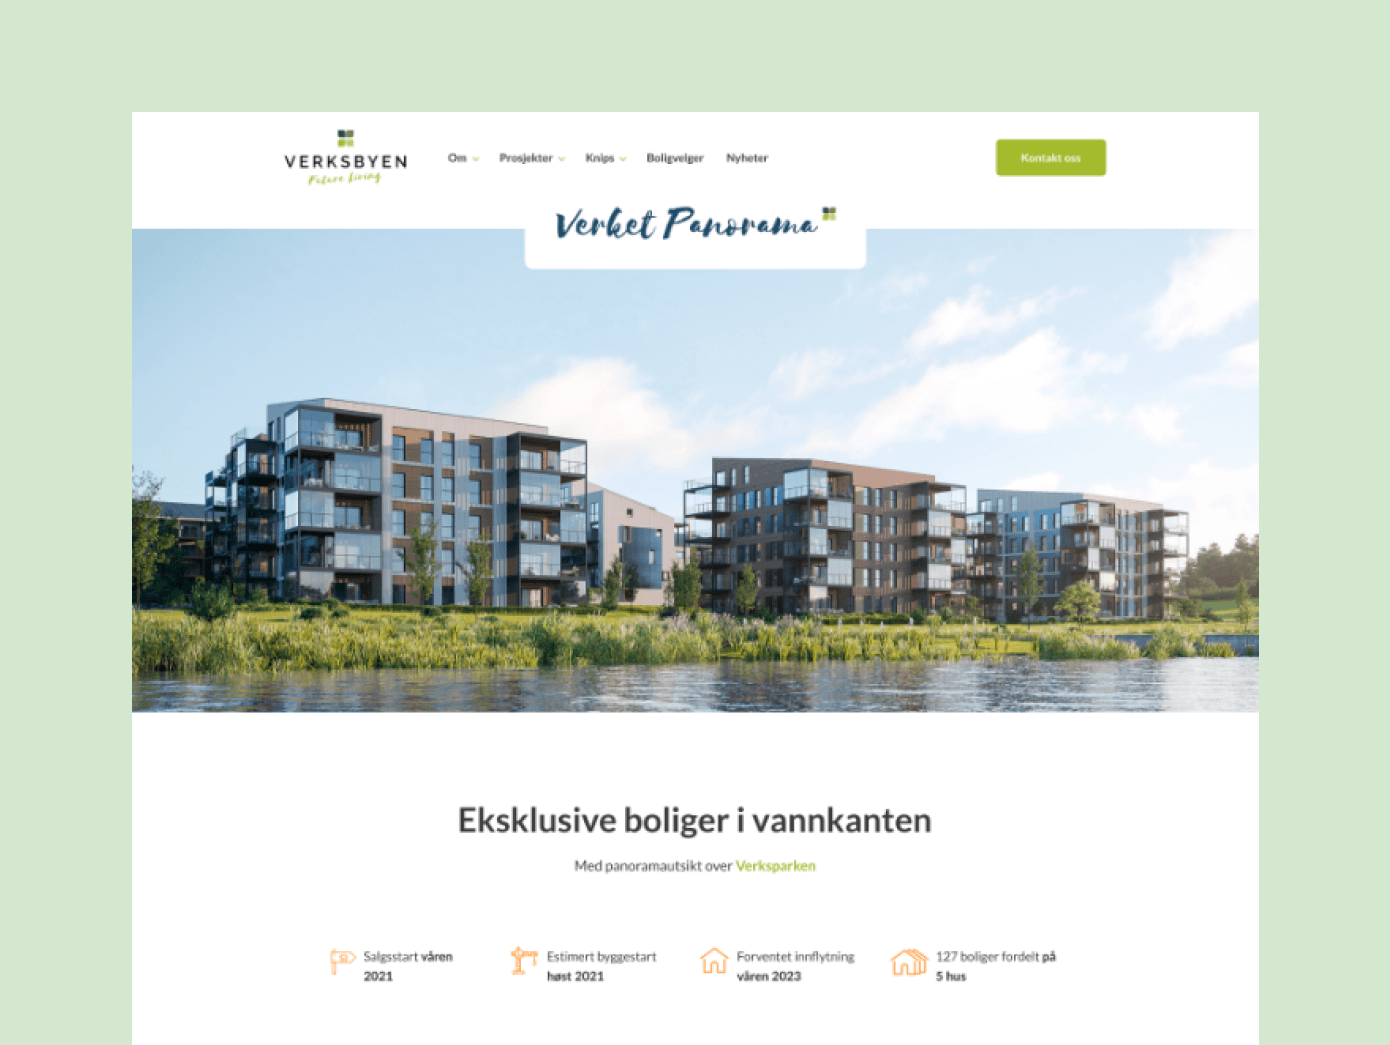 VERKSBYEN
Future Living
Om
Prosjekter
Knips
Boligvelger
Nyheter
Kontakt oss
Verket Panorama
Eksklusive boliger i vannkanten
Med panoramautsikt over Verksparken
Salgsstart våren
2021
Estimert byggestart
høst 2021
Forventet innflytning
våren 2023
127 boliger fordelt på
5 hus